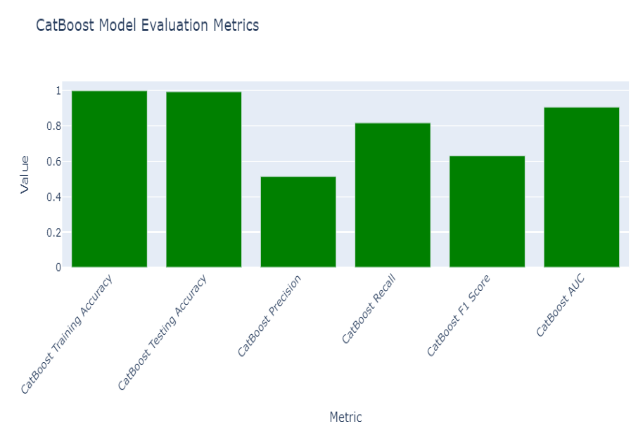 CatBoost Model Evaluation Metrics
Value
1
0.8
0.6
0.4
0.2
0
CatBoost Training Accuracy
CatBoost Testing Accuracy
CatBoost Precision
CatBoost Recall
CatBoost F1 Score
CatBoost AUC
Metric